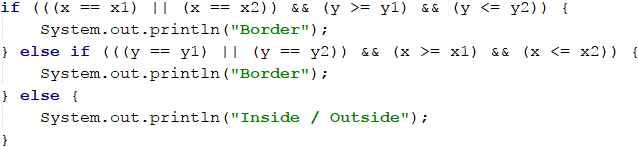 if (((x == x1) || (x == x2)) && (y >= y1) && (y <= y2)) {
    System.out.println("Border");
} else if (((y == y1) || (y == y2)) && (x >= x1) && (x <= x2)) {
    System.out.println("Border");
} else {
    System.out.println("Inside / Outside");
}